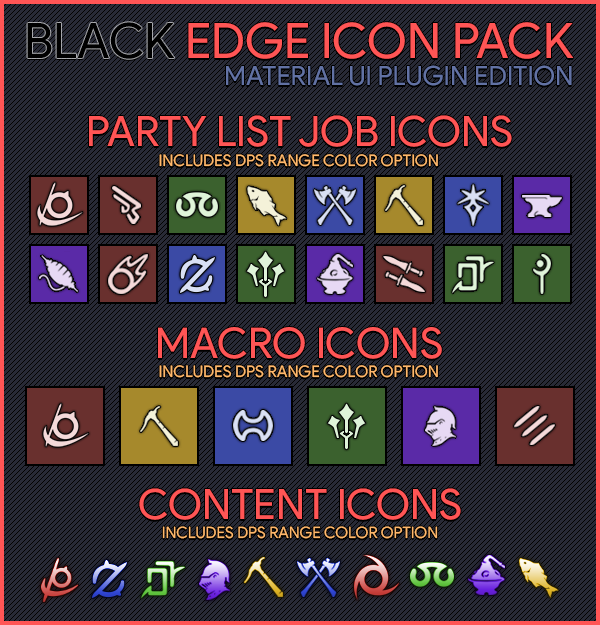 BLACK EDGE ICON PACK
MATERIAL UI PLUGIN EDITION
PARTY LIST JOB ICONS
INCLUDES DPS RANGE COLOR OPTION
MACRO ICONS
INCLUDES DPS RANGE COLOR OPTION
CONTENT ICONS
INCLUDES DPS RANGE COLOR OPTION